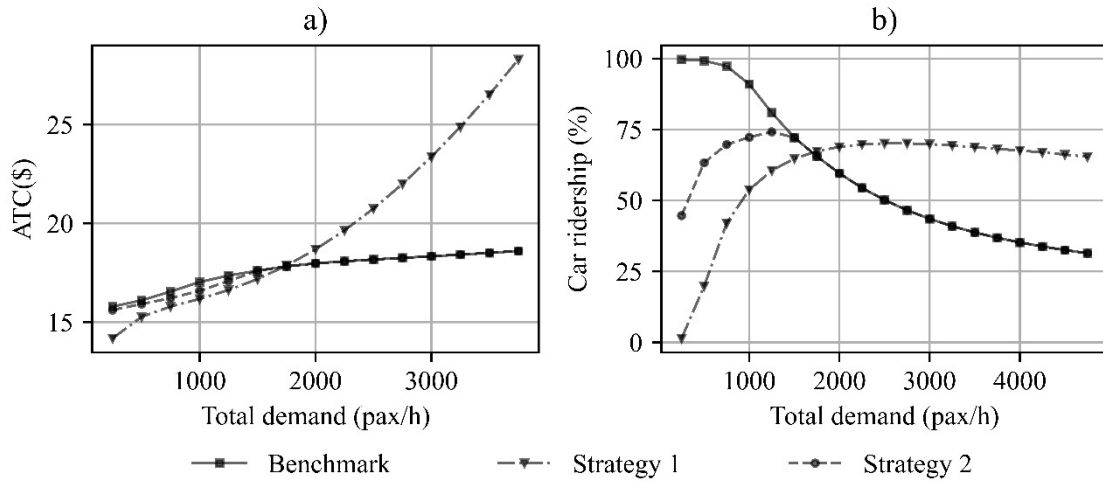 a)
ATC($)
25
20
15
1000 2000 3000
Total demand (pax/h)
b)
Car ridership (%)
100
75
50
25
0
1000 2000 3000 4000
Total demand (pax/h)
Benchmark Strategy 1 Strategy 2